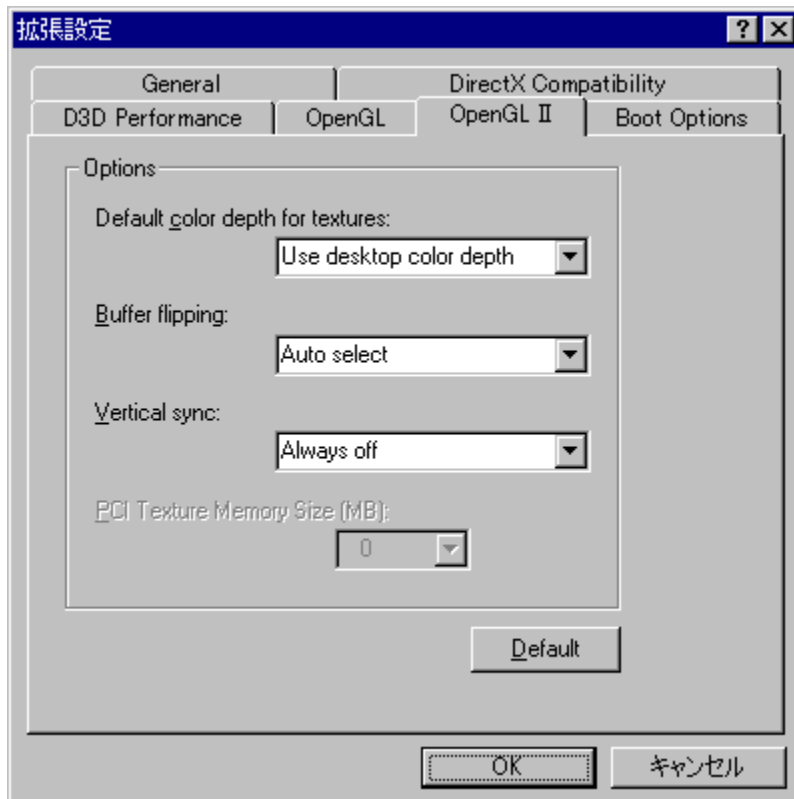 拡張設定
General DirectX Compatibility
D3D Performance OpenGL OpenGL II Boot Options
Options
Default color depth for textures:
Use desktop color depth
Buffer flipping:
Auto select
Vertical sync:
Always off
PCI Texture Memory Size (MB):
0
Default
OK キャンセル